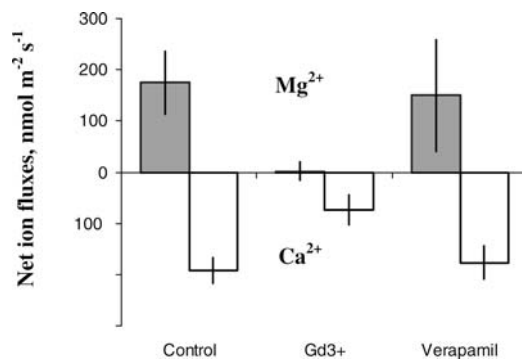 Net ion fluxes, nmol m⁻² s⁻¹
300
200
100
0
100
Mg²⁺
Ca²⁺
Control Gd3+ Verapamil